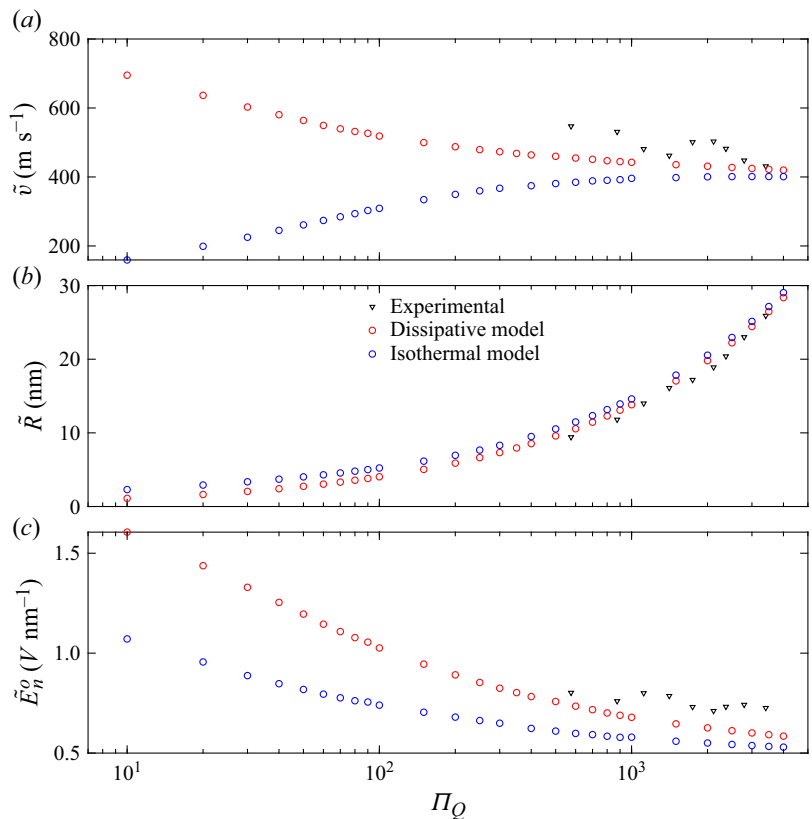 (a)
800
600
400
200
ṽ (m s⁻¹)
(b)
30
20
10
0
R̃ (nm)
Experimental
Dissipative model
Isothermal model
(c)
1.5
1.0
0.5
Ẽₙᵒ (V nm⁻¹)
10¹ 10² 10³
Π_Q